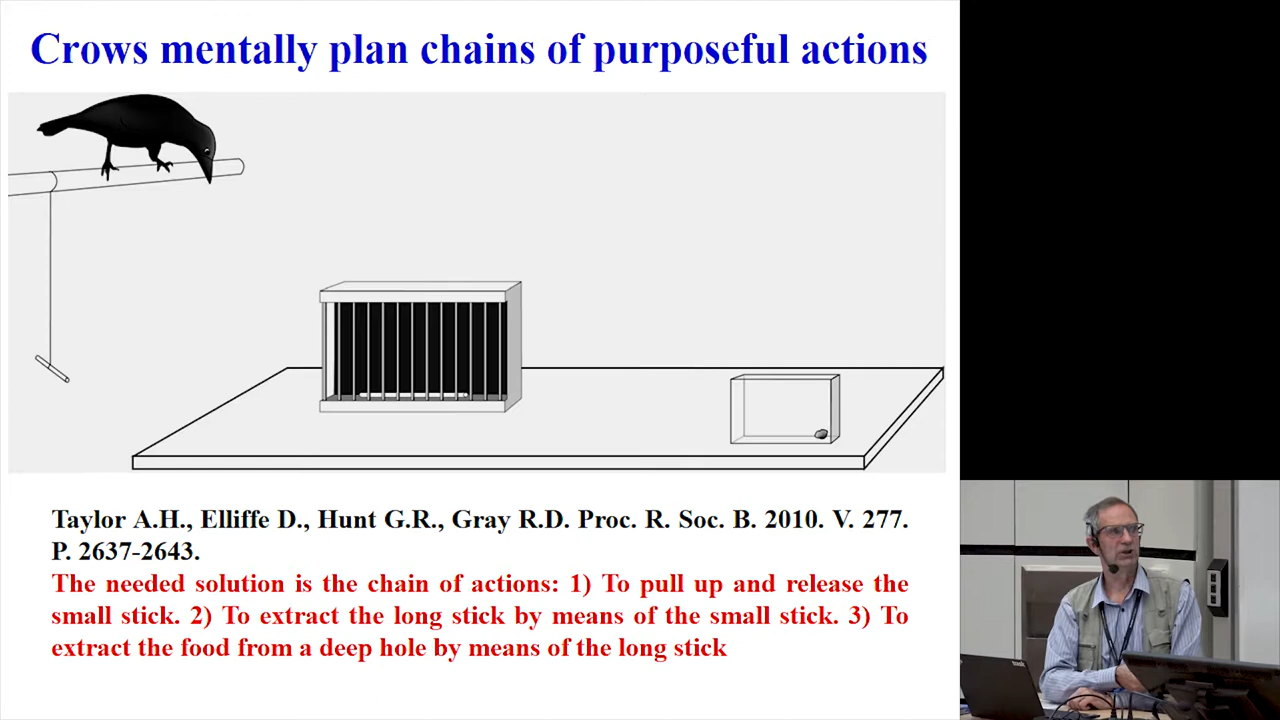 Crows mentally plan chains of purposeful actions
Taylor A.H., Elliffe D., Hunt G.R., Gray R.D. Proc. R. Soc. B. 2010. V. 277.
P. 2637-2643.
The needed solution is the chain of actions: 1) To pull up and release the
small stick. 2) To extract the long stick by means of the small stick. 3) To
extract the food from a deep hole by means of the long stick